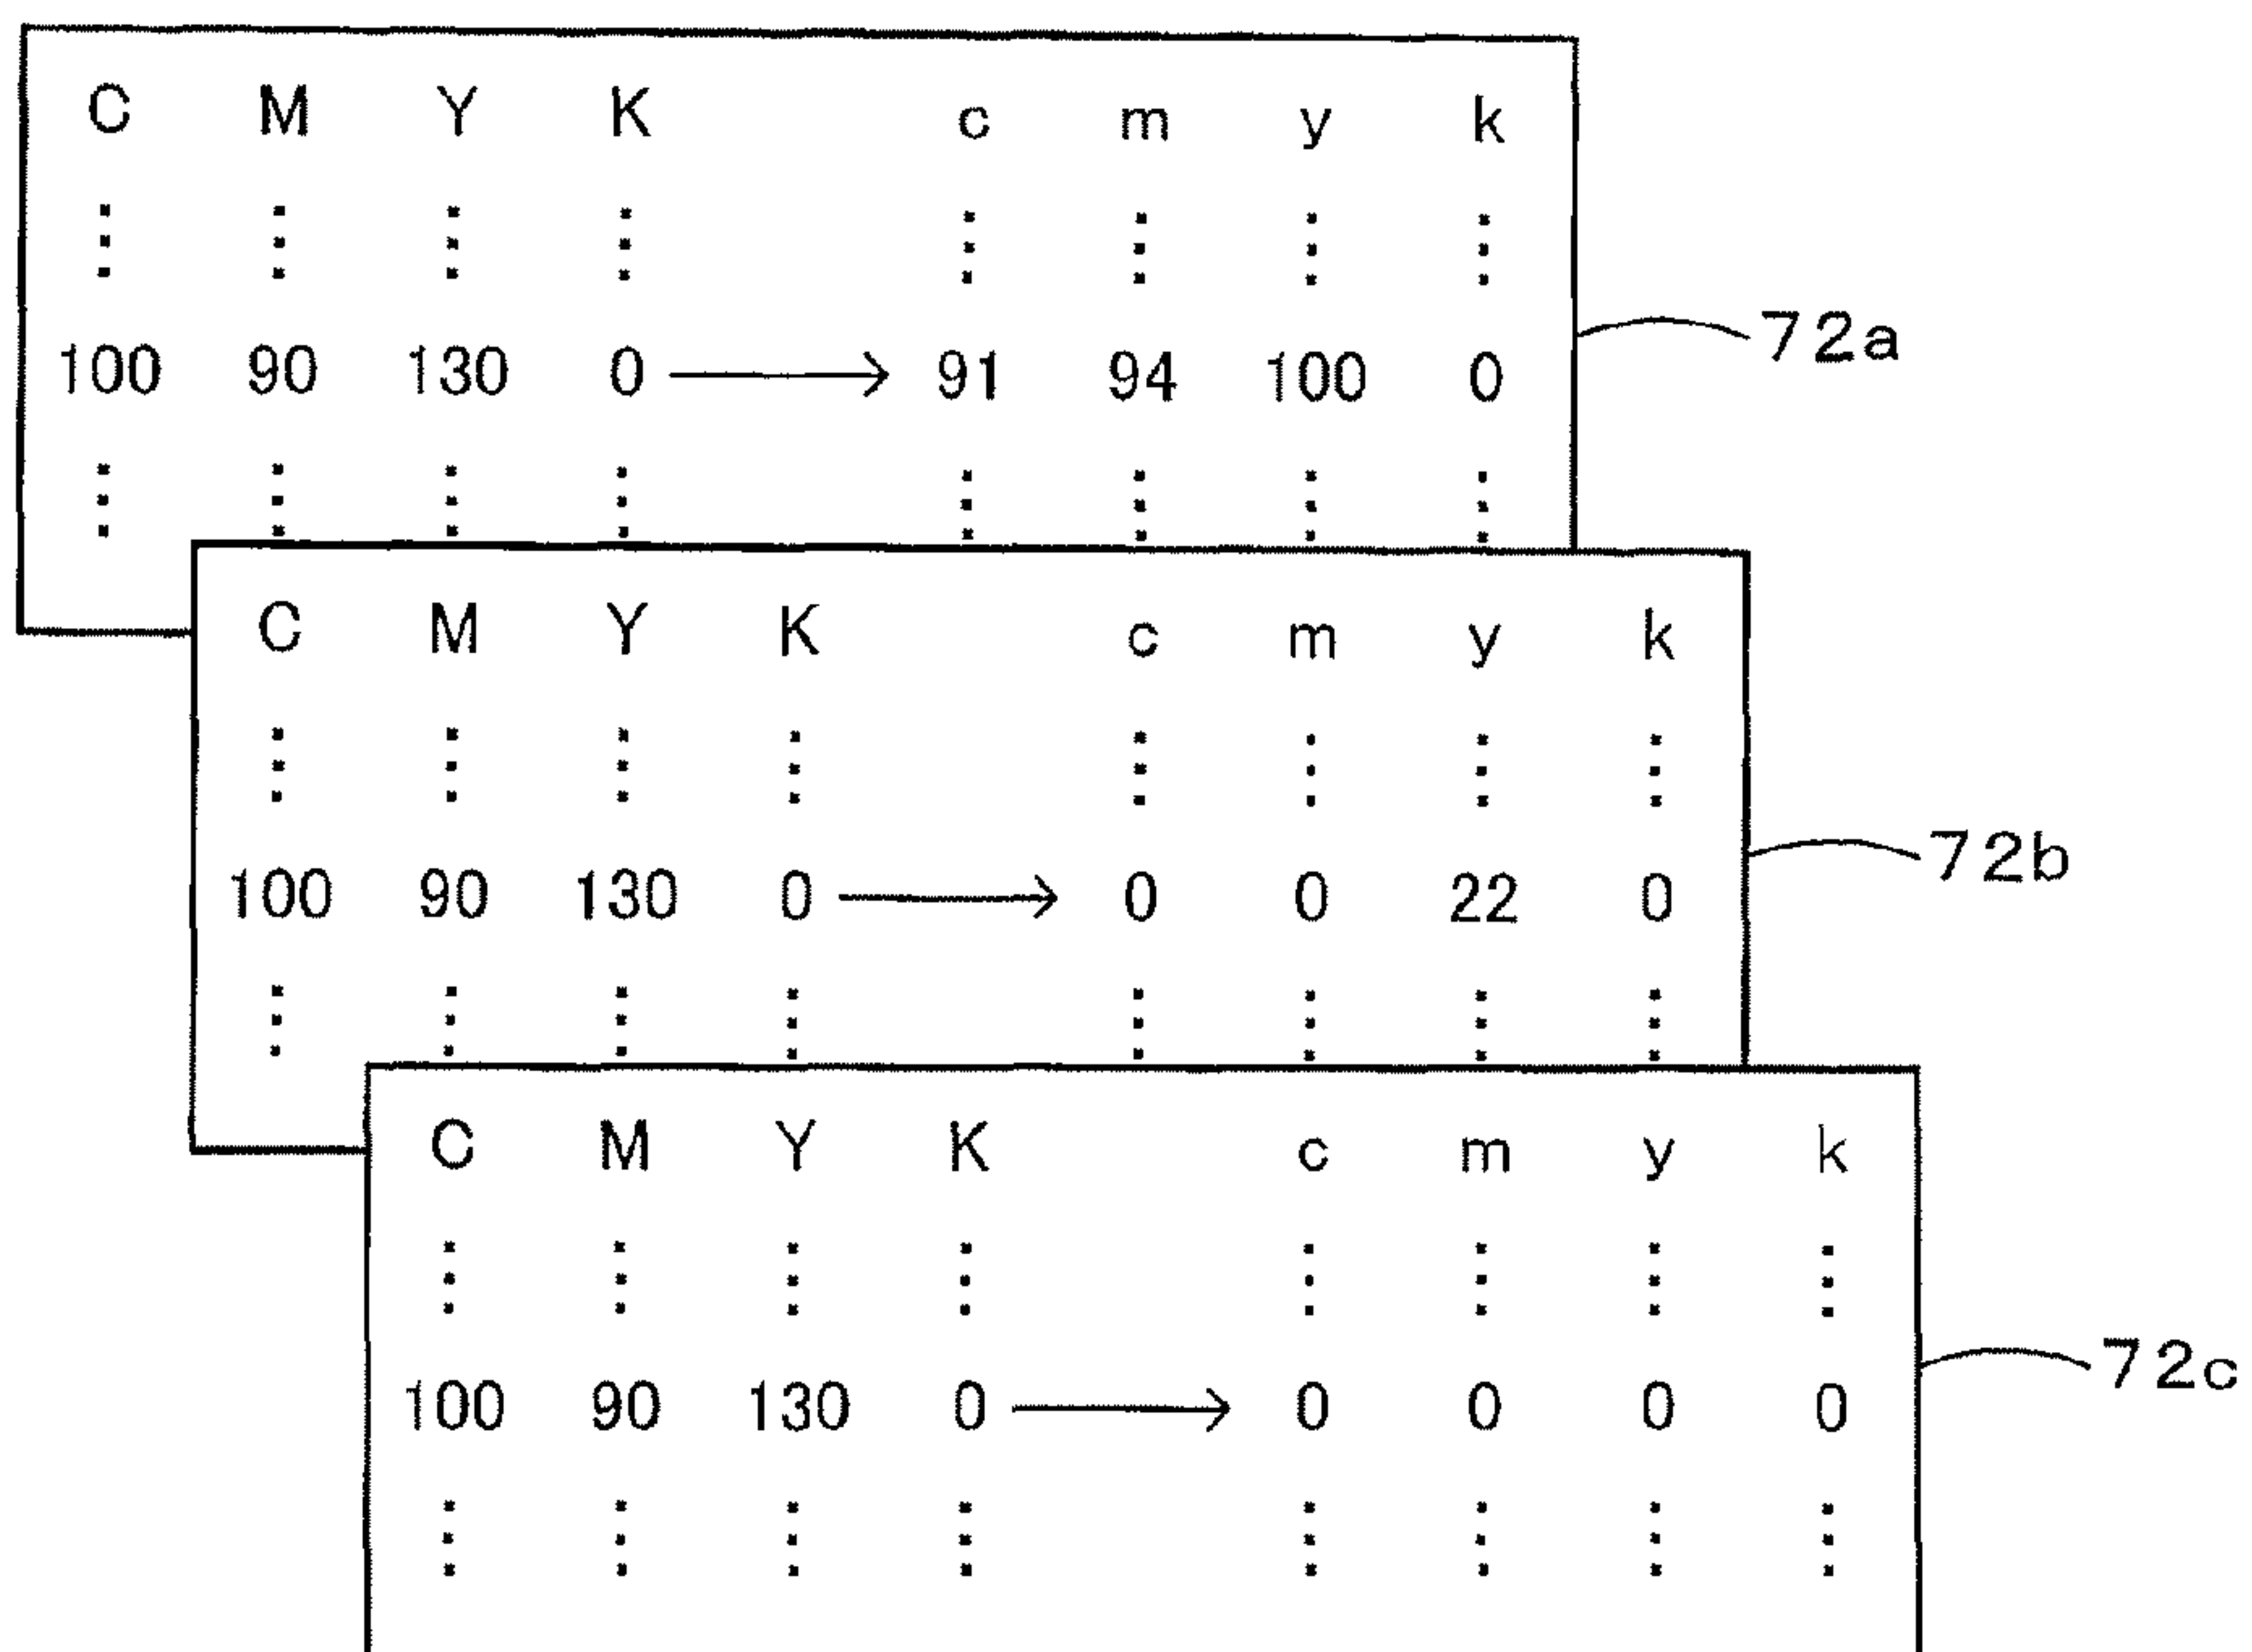 C M Y K c m y k
100 90 130 0 → 91 94 100 0
72a
C M Y K c m y k
100 90 130 0 → 0 0 22 0
72b
C M Y K c m y k
100 90 130 0 → 0 0 0 0
72c